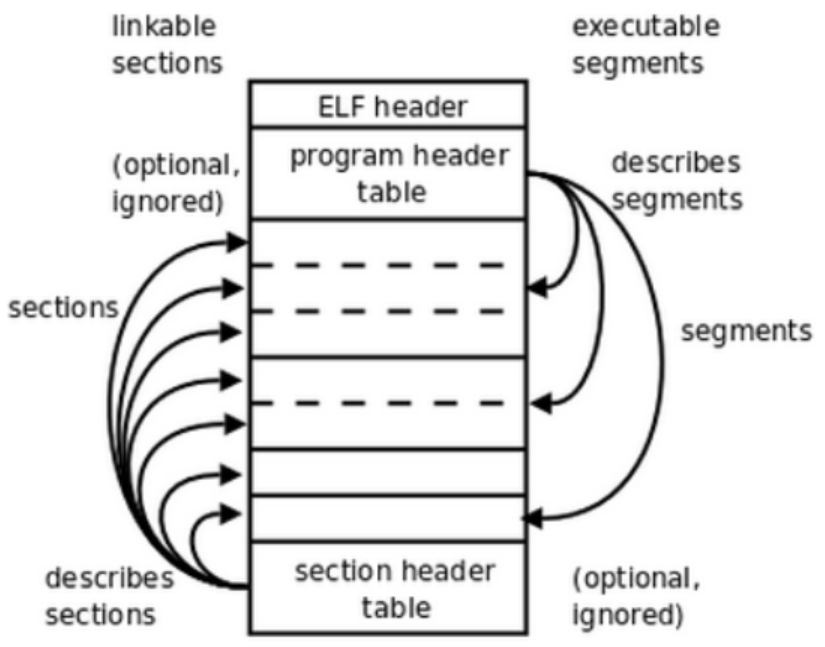 linkable
sections
executable
segments
ELF header
(optional,
ignored)
program header
table
describes
segments
sections
segments
describes
sections
section header
table
(optional,
ignored)